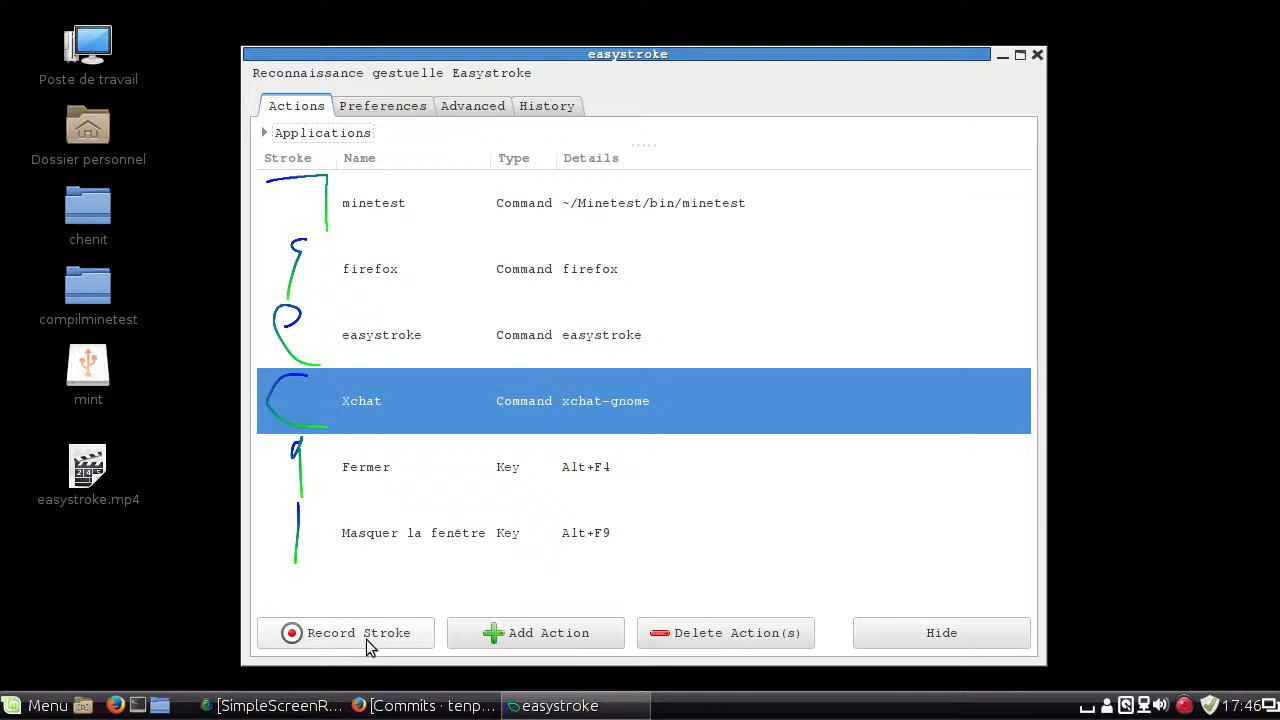 easystroke
Reconnaissance gestuelle Easystroke
Actions Preferences Advanced History
Applications
Stroke Name Type Details
minetest Command ~/Minetest/bin/minetest
firefox Command firefox
easystroke Command easystroke
Xchat Command xchat-gnome
Fermer Key Alt+F4
Masquer la fenêtre Key Alt+F9
Record Stroke Add Action Delete Action(s) Hide
Poste de travail
Dossier personnel
chenit
compilminetest
mint
easystroke.mp4
Menu [SimpleScreenR... [Commits · tenp... easystroke 17:46